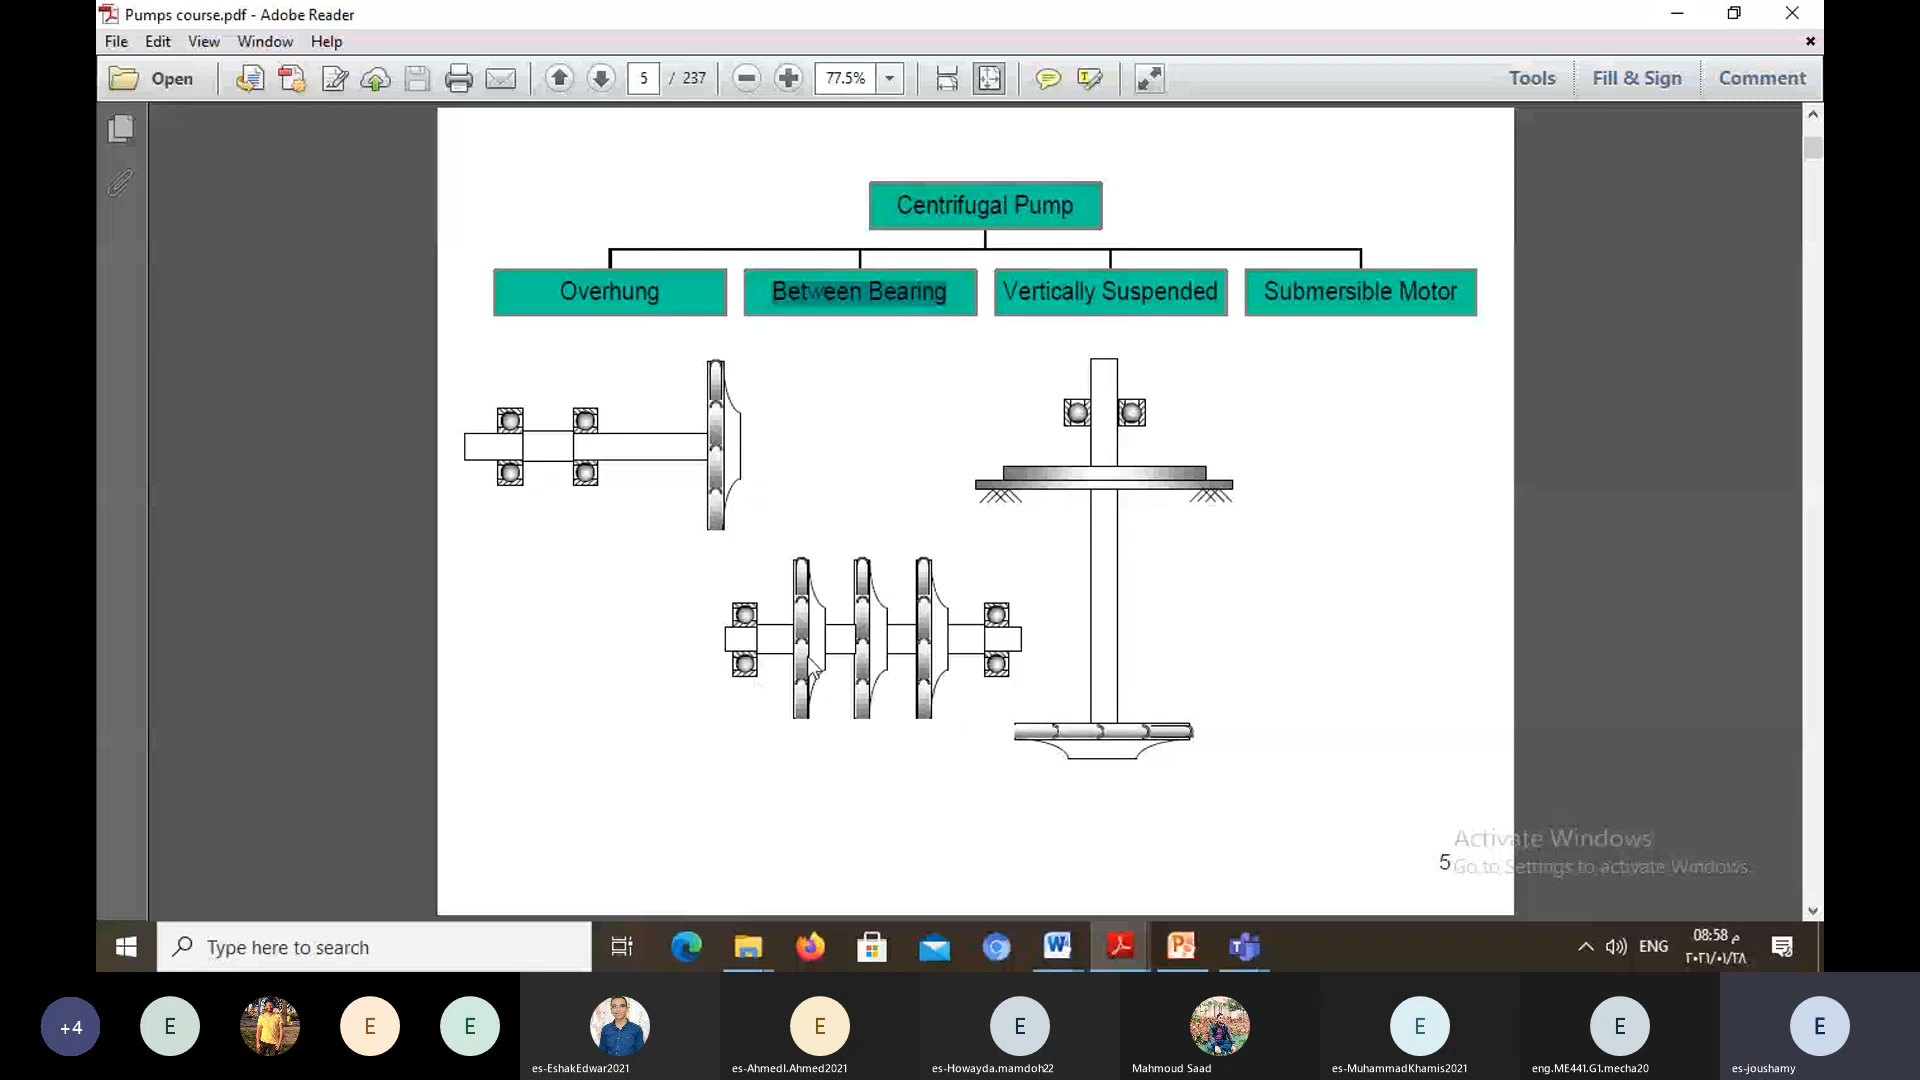 Pumps course.pdf - Adobe Reader
File Edit View Window Help
Open 5 / 237 77.5% Tools Fill & Sign Comment
Centrifugal Pump
Overhung Between Bearing Vertically Suspended Submersible Motor
Activate Windows
5 Go to Settings to activate Windows.
Type here to search
ENG
08:58 م
٢٠٢١/٠١/٢٨
+4 E E E E E E E E
es-EshakEdwar2021 es-AhmedI.Ahmed2021 es-Howayda.mamdoh22 Mahmoud Saad es-MuhammadKhamis2021 eng.ME441.G1.mecha20 es-joushamy